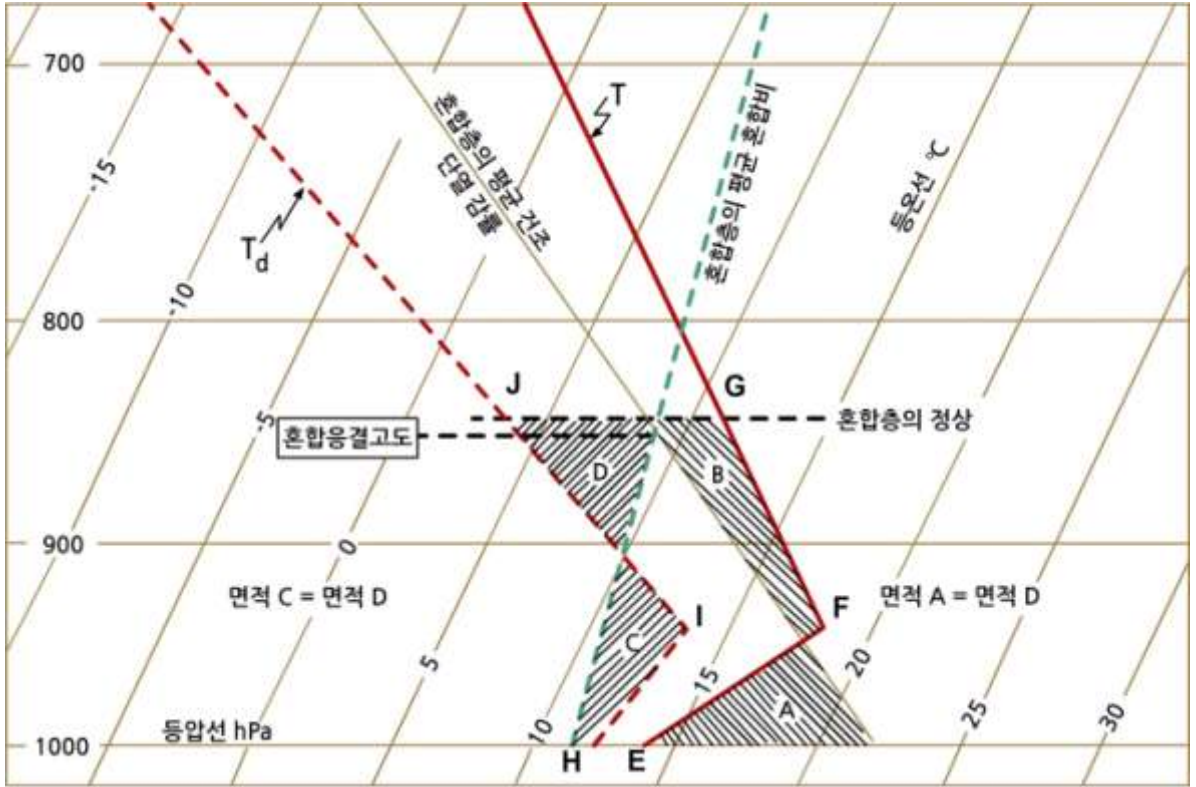 700
T
-15
혼합층의 평균 건조
단열 감률
혼합층의 평균 혼합비
등온선 ℃
Td
-10
800
J
G
-5
혼합응결고도
혼합층의 정상
D
B
900
0
면적 C = 면적 D
F
면적 A = 면적 D
I
C
5
15
20
A
25
30
등압선 hPa
10
1000
H
E